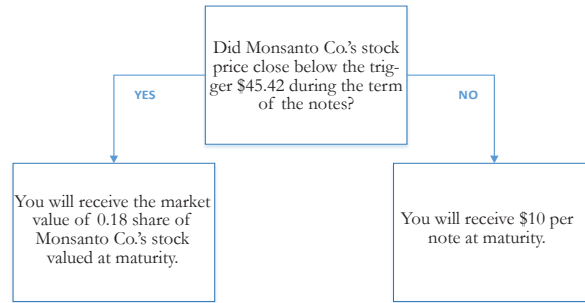 Did Monsanto Co.'s stock
price close below the trig-
ger $45.42 during the term
of the notes?
YES
NO
You will receive the market
value of 0.18 share of
Monsanto Co.'s stock
valued at maturity.
You will receive $10 per
note at maturity.